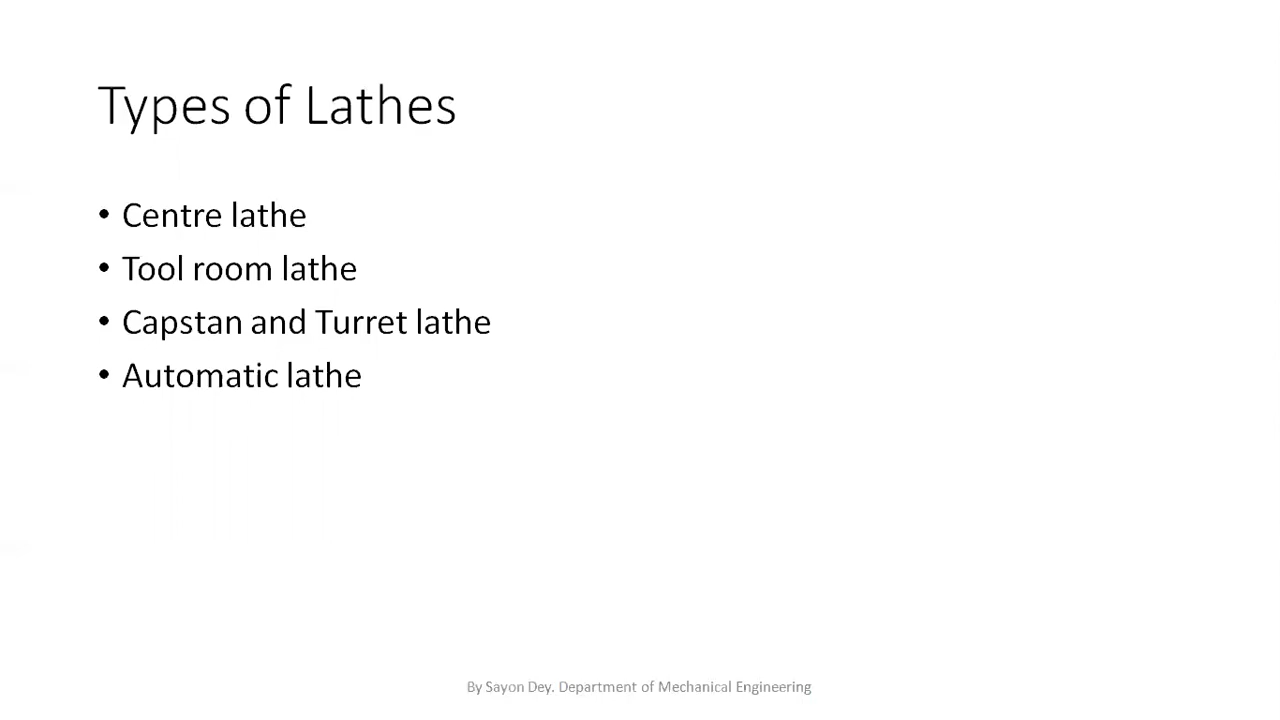 Types of Lathes
• Centre lathe
• Tool room lathe
• Capstan and Turret lathe
• Automatic lathe
By Sayon Dey. Department of Mechanical Engineering